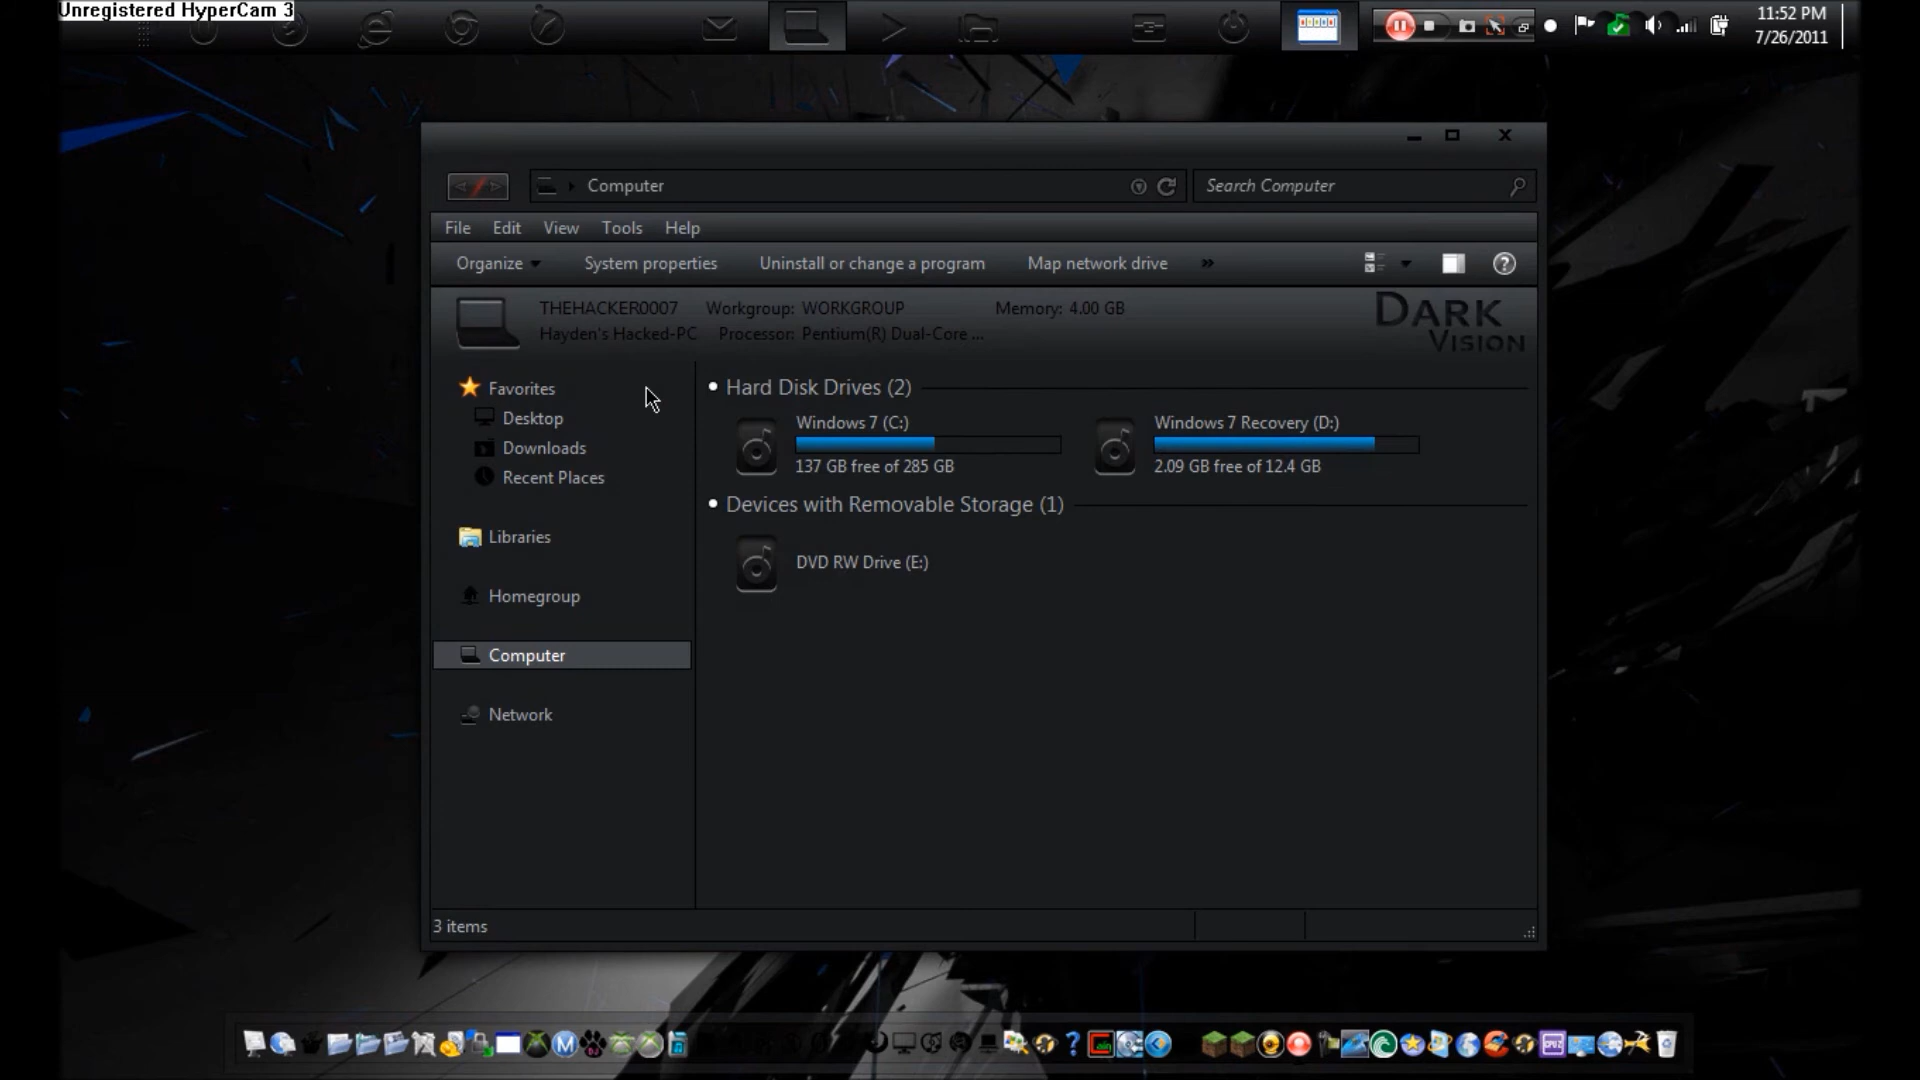 Unregistered HyperCam 3
11:52 PM
7/26/2011
Computer
Search Computer
File Edit View Tools Help
Organize System properties Uninstall or change a program Map network drive »
THEHACKER0007 Workgroup: WORKGROUP Memory: 4.00 GB
Hayden's Hacked-PC Processor: Pentium(R) Dual-Core ...
DARK
VISION
Favorites
Desktop
Downloads
Recent Places
Libraries
Homegroup
Computer
Network
Hard Disk Drives (2)
Windows 7 (C:)
137 GB free of 285 GB
Windows 7 Recovery (D:)
2.09 GB free of 12.4 GB
Devices with Removable Storage (1)
DVD RW Drive (E:)
3 items